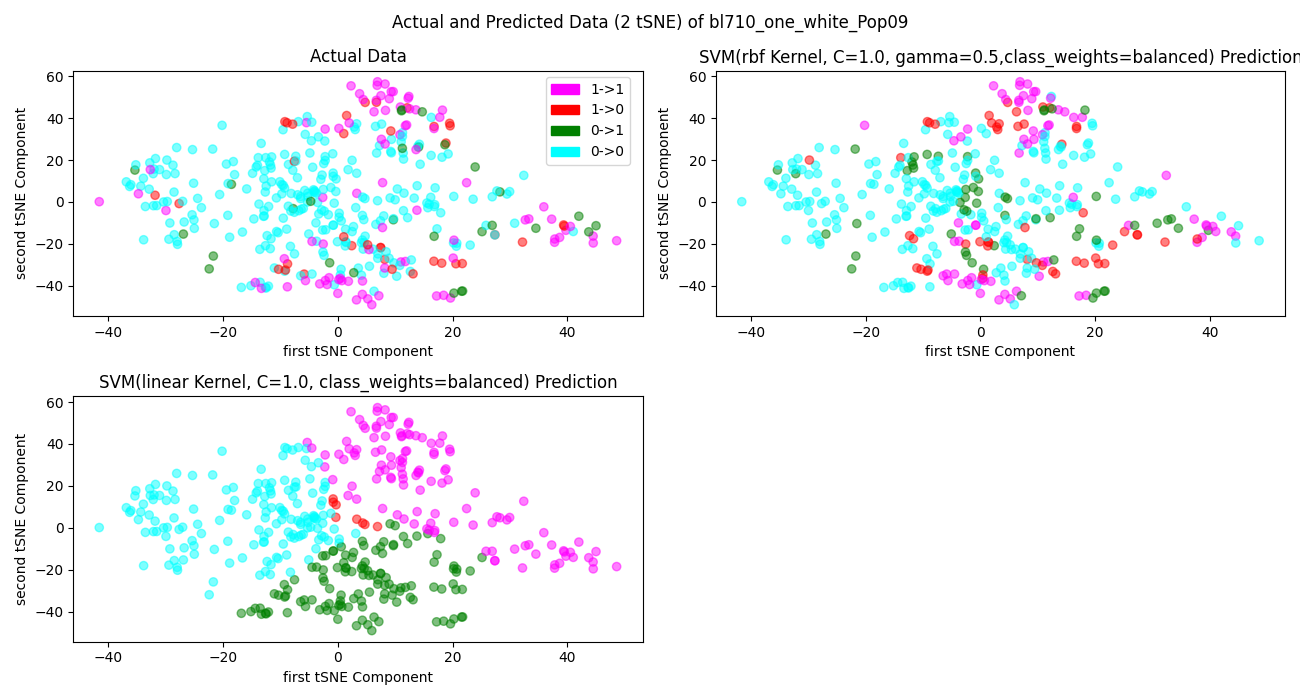 Actual and Predicted Data (2 tSNE) of bl710_one_white_Pop09
Actual Data
60
40
20
0
−20
−40
second tSNE Component
−40 −20 0 20 40
first tSNE Component
1->1
1->0
0->1
0->0
SVM(rbf Kernel, C=1.0, gamma=0.5,class_weights=balanced) Prediction
60
40
20
0
−20
−40
second tSNE Component
−40 −20 0 20 40
first tSNE Component
SVM(linear Kernel, C=1.0, class_weights=balanced) Prediction
60
40
20
0
−20
−40
second tSNE Component
−40 −20 0 20 40
first tSNE Component